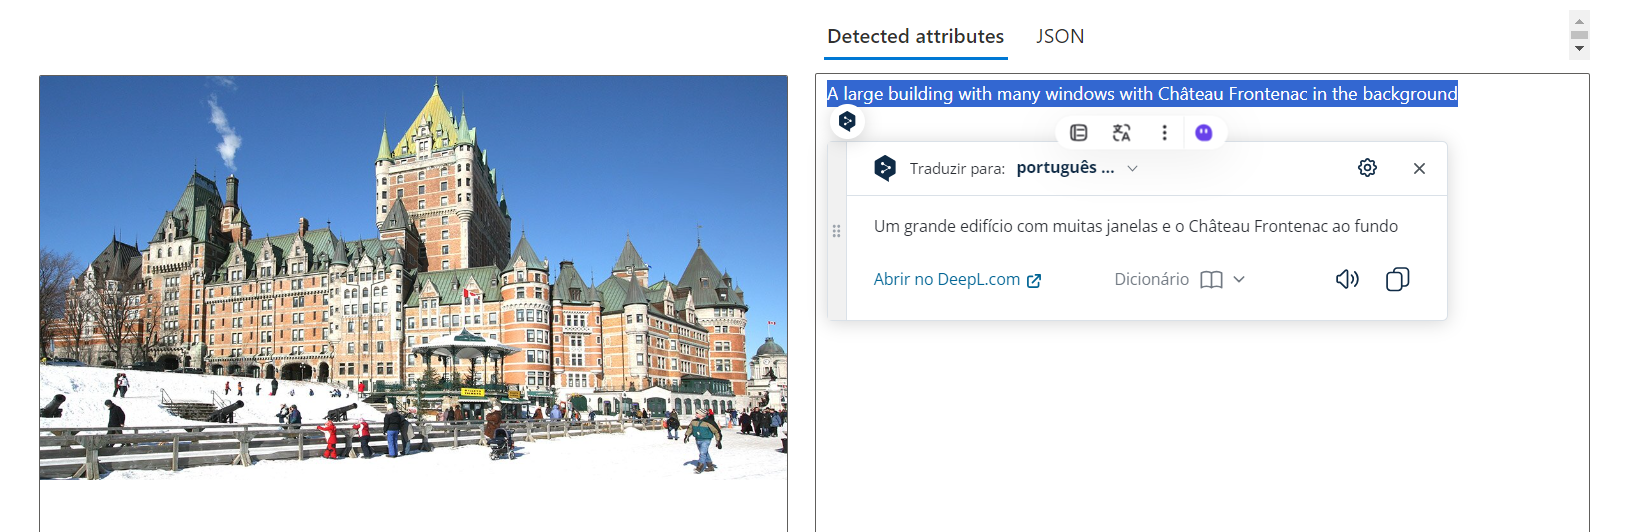 Detected attributes
JSON
A large building with many windows with Château Frontenac in the background
Traduzir para: português ...
Um grande edifício com muitas janelas e o Château Frontenac ao fundo
Abrir no DeepL.com
Dicionário